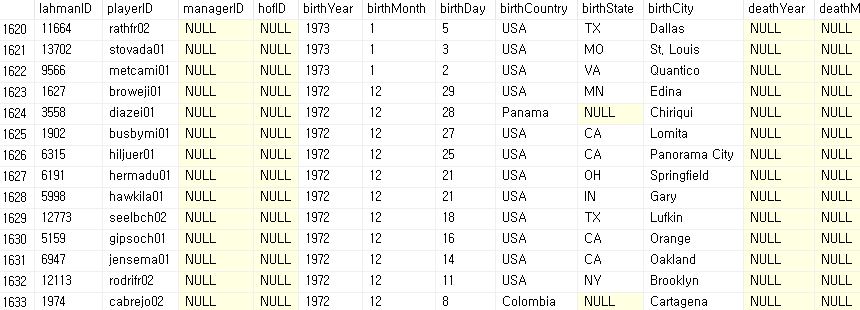 lahmanID playerID managerID hofID birthYear birthMonth birthDay birthCountry birthState birthCity deathYear deathM
1620 11664 rathfr02 NULL NULL 1973 1 5 USA TX Dallas NULL NULL
1621 13702 stovada01 NULL NULL 1973 1 3 USA MO St. Louis NULL NULL
1622 9566 metcami01 NULL NULL 1973 1 2 USA VA Quantico NULL NULL
1623 1627 broweji01 NULL NULL 1972 12 29 USA MN Edina NULL NULL
1624 3558 diazei01 NULL NULL 1972 12 28 Panama NULL Chiriqui NULL NULL
1625 1902 busbymi01 NULL NULL 1972 12 27 USA CA Lomita NULL NULL
1626 6315 hiljuer01 NULL NULL 1972 12 25 USA CA Panorama City NULL NULL
1627 6191 hermadu01 NULL NULL 1972 12 21 USA OH Springfield NULL NULL
1628 5998 hawkila01 NULL NULL 1972 12 21 USA IN Gary NULL NULL
1629 12773 seelbch02 NULL NULL 1972 12 18 USA TX Lufkin NULL NULL
1630 5159 gipsoch01 NULL NULL 1972 12 16 USA CA Orange NULL NULL
1631 6947 jensema01 NULL NULL 1972 12 14 USA CA Oakland NULL NULL
1632 12113 rodrifr02 NULL NULL 1972 12 11 USA NY Brooklyn NULL NULL
1633 1974 cabrejo02 NULL NULL 1972 12 8 Colombia NULL Cartagena NULL NULL